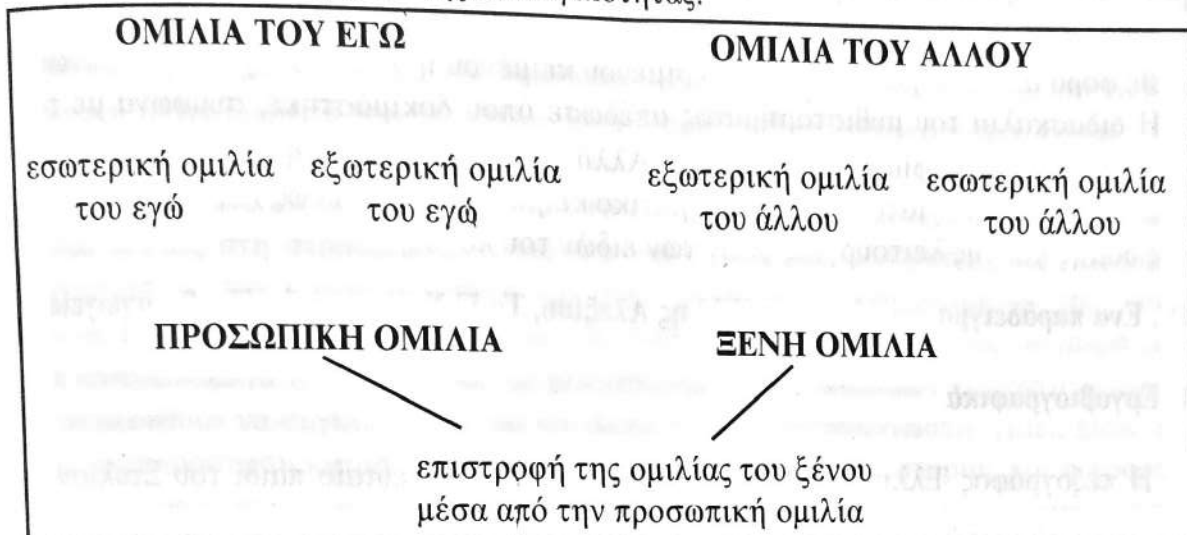 ΟΜΙΛΙΑ ΤΟΥ ΕΓΩ ΟΜΙΛΙΑ ΤΟΥ ΑΛΛΟΥ
εσωτερική ομιλία εξωτερική ομιλία εξωτερική ομιλία εσωτερική ομιλία
του εγώ του εγώ του άλλου του άλλου
ΠΡΟΣΩΠΙΚΗ ΟΜΙΛΙΑ ΞΕΝΗ ΟΜΙΛΙΑ
επιστροφή της ομιλίας του ξένου
μέσα από την προσωπική ομιλία